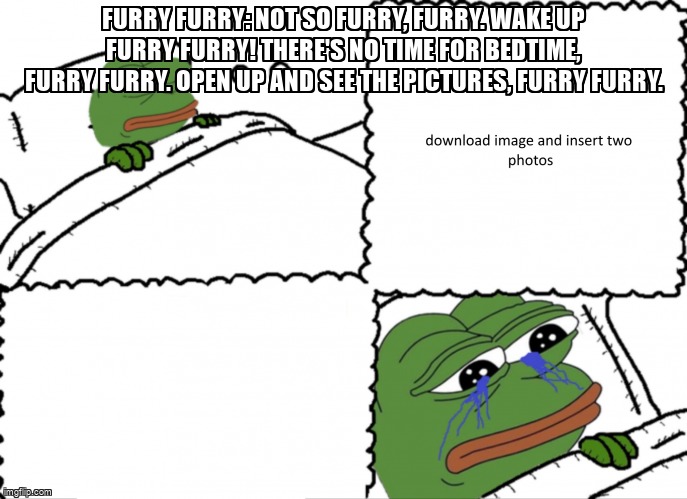 FURRY FURRY: NOT SO FURRY, FURRY. WAKE UP
FURRY FURRY! THERE'S NO TIME FOR BEDTIME,
FURRY FURRY. OPEN UP AND SEE THE PICTURES, FURRY FURRY.
download image and insert two
photos
imgflip.com